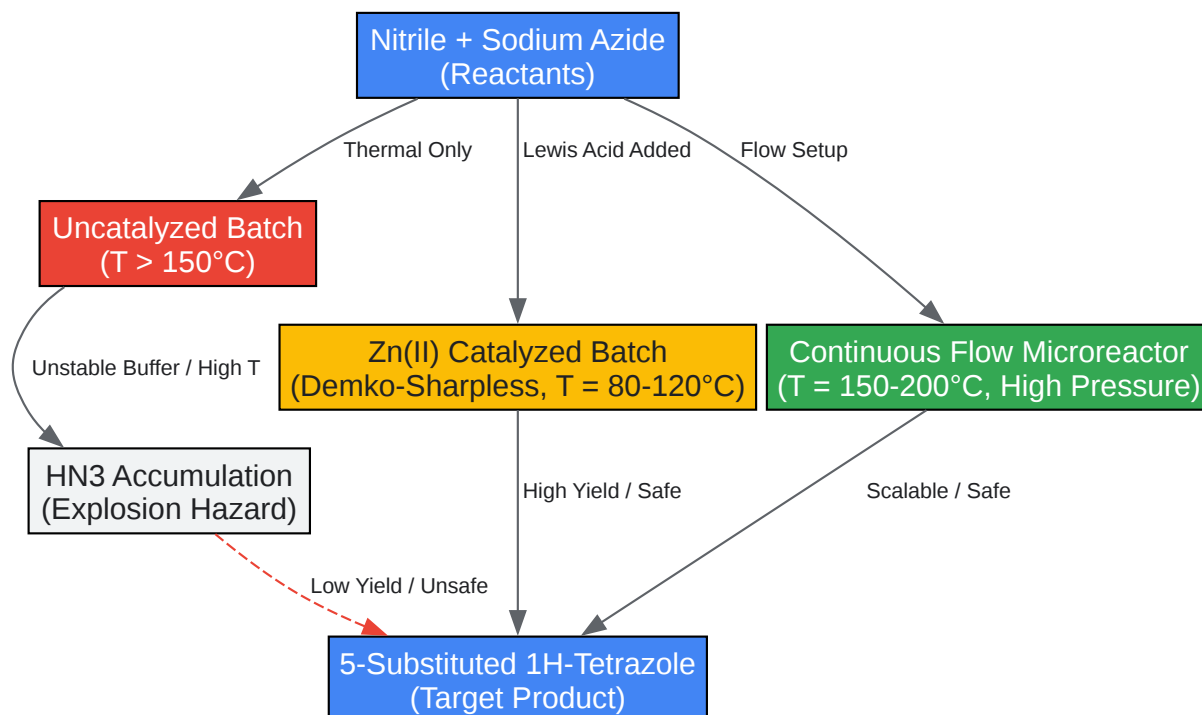 Nitrile + Sodium Azide
(Reactants)
Thermal Only
Lewis Acid Added
Flow Setup
Uncatalyzed Batch
(T > 150°C)
Unstable Buffer / High T
Zn(II) Catalyzed Batch
(Demko-Sharpless, T = 80-120°C)
Continuous Flow Microreactor
(T = 150-200°C, High Pressure)
HN3 Accumulation
(Explosion Hazard)
High Yield / Safe
Scalable / Safe
Low Yield / Unsafe
5-Substituted 1H-Tetrazole
(Target Product)